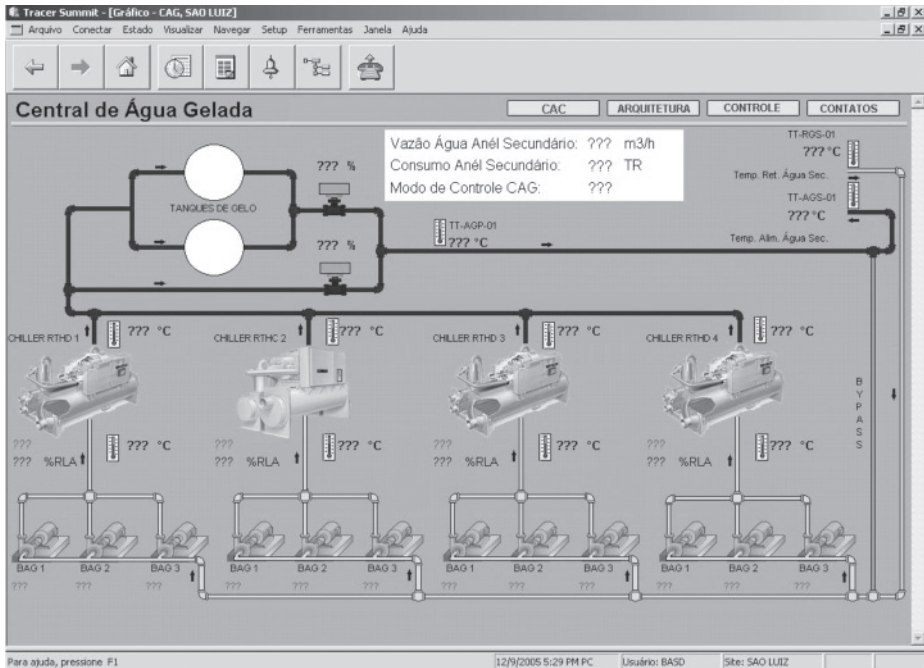 Tracer Summit - [Gráfico - CAG, SAO LUIZ]
Arquivo Conectar Estado Visualizar Navegar Setup Ferramentas Janela Ajuda
Central de Água Gelada
CAC ARQUITETURA CONTROLE CONTATOS
Vazão Água Anél Secundário: ??? m3/h
Consumo Anél Secundário: ??? TR
Modo de Controle CAG: ???
TT-RGS-01
??? °C
Temp. Ret. Água Sec.
TT-AGS-01
??? °C
Temp. Alim. Água Sec.
??? %
TANQUES DE GELO
??? %
TT-AGP-01
??? °C
CHILLER RTHD 1 ??? °C
CHILLER RTHC 2 ??? °C
CHILLER RTHD 3 ??? °C
CHILLER RTHD 4 ??? °C
BYPASS
??? ??? °C
??? %RLA
??? ??? °C
??? %RLA
??? ??? °C
??? %RLA
??? ??? °C
??? %RLA
BAG 1 BAG 2 BAG 3 BAG 1 BAG 2 BAG 3 BAG 1 BAG 2 BAG 3 BAG 1 BAG 2 BAG 3
??? ??? ??? ??? ??? ??? ??? ??? ??? ??? ??? ???
Para ajuda, pressione F1
12/9/2005 5:29 PM PC Usuário: BASD Site: SAO LUIZ